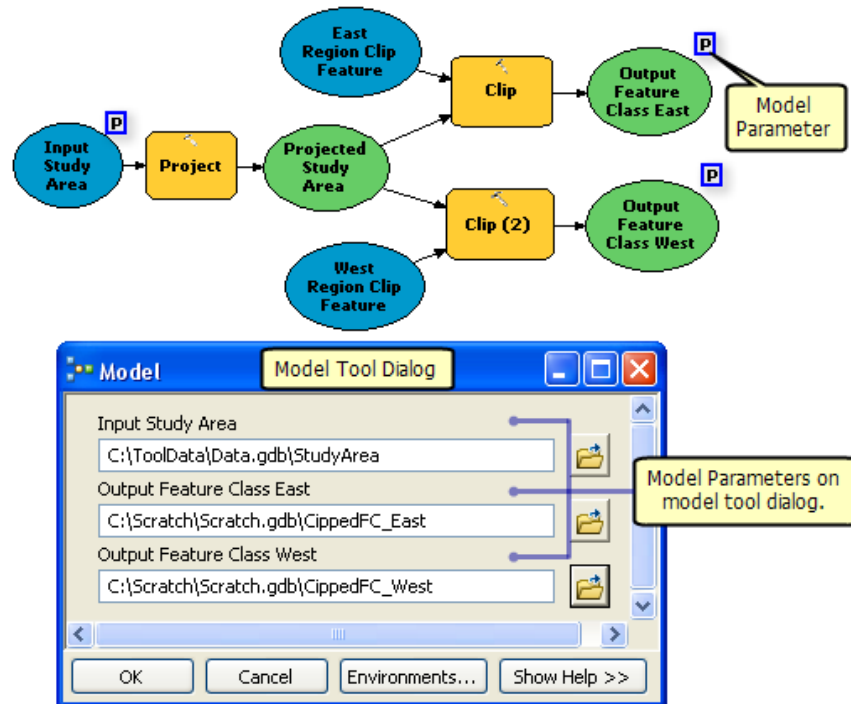 East
Region Clip
Feature
P
Clip
Output
Feature
Class East
Model
Parameter
P
Input
Study
Area
Project
Projected
Study
Area
P
Clip (2)
Output
Feature
Class West
West
Region Clip
Feature
Model
Model Tool Dialog
Input Study Area
C:\ToolData\Data.gdb\StudyArea
Output Feature Class East
C:\Scratch\Scratch.gdb\CippedFC_East
Output Feature Class West
C:\Scratch\Scratch.gdb\CippedFC_West
Model Parameters on
model tool dialog.
OK
Cancel
Environments...
Show Help >>